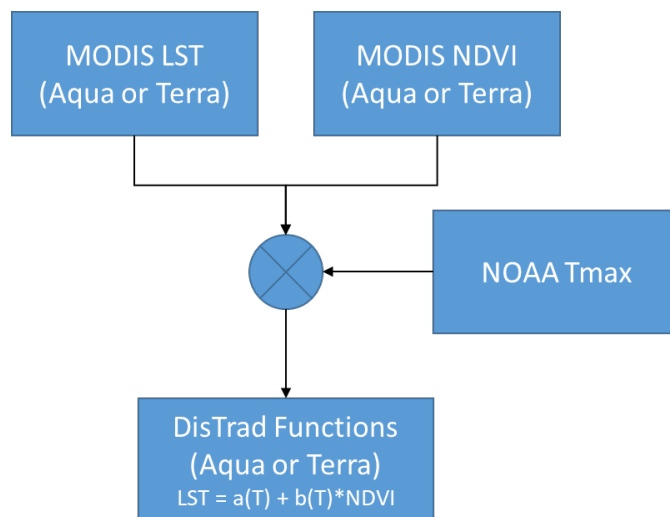 MODIS LST
(Aqua or Terra)
MODIS NDVI
(Aqua or Terra)
NOAA Tmax
DisTrad Functions
(Aqua or Terra)
LST = a(T) + b(T)*NDVI